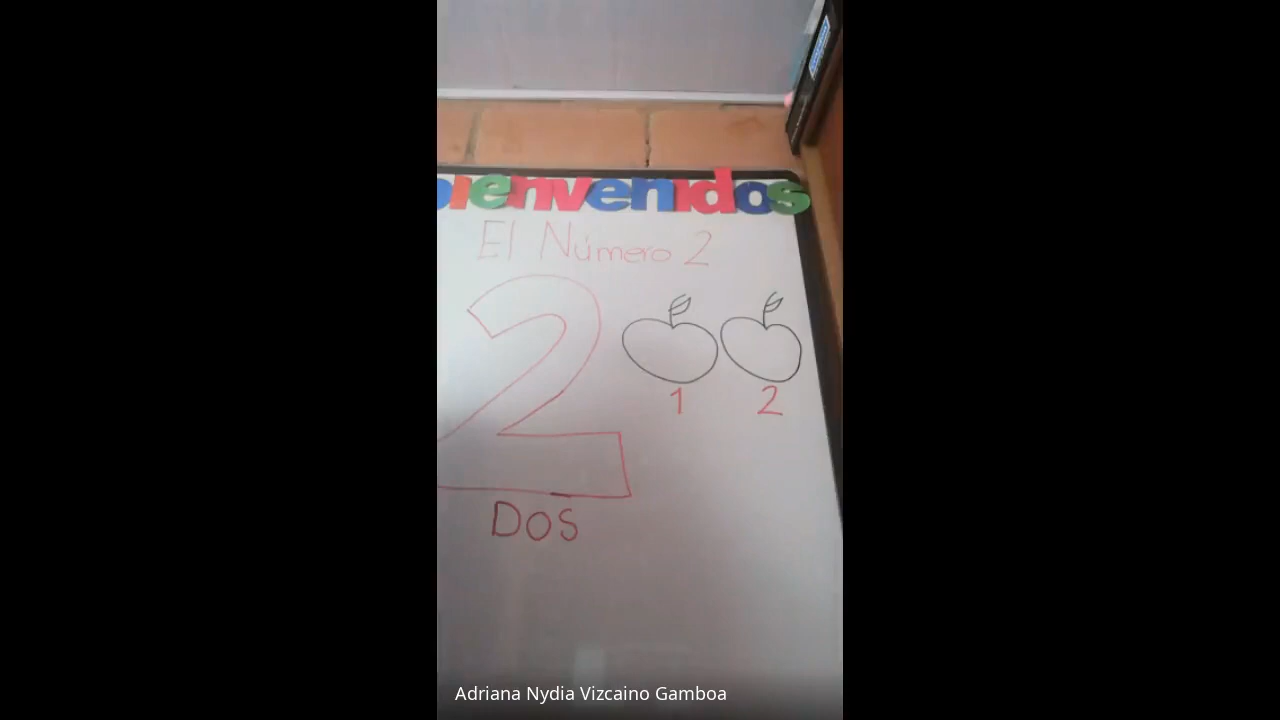 bienvenidos
El Número 2
2
1 2
DOS
Adriana Nydia Vizcaino Gamboa